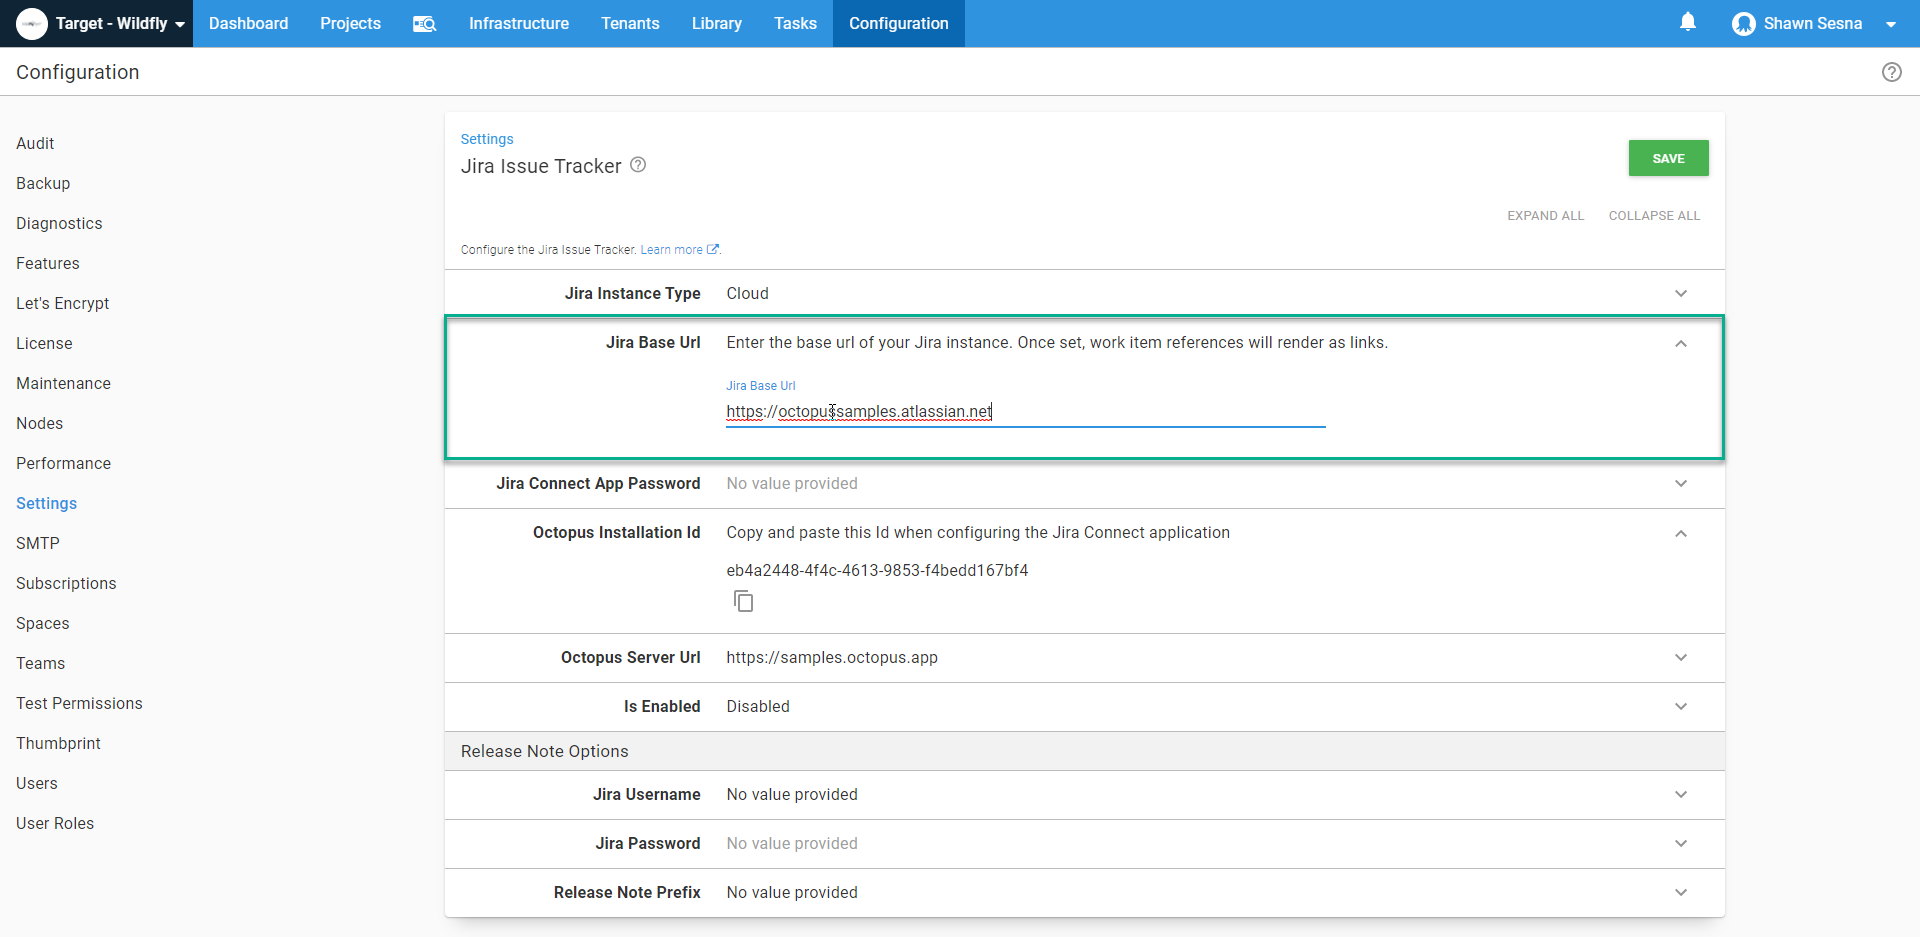 Target - Wildfly Dashboard Projects Infrastructure Tenants Library Tasks Configuration Shawn Sesna
Configuration
Audit
Backup
Diagnostics
Features
Let's Encrypt
License
Maintenance
Nodes
Performance
Settings
SMTP
Subscriptions
Spaces
Teams
Test Permissions
Thumbprint
Users
User Roles
Settings
Jira Issue Tracker
SAVE
EXPAND ALL COLLAPSE ALL
Configure the Jira Issue Tracker. Learn more.
Jira Instance Type Cloud
Jira Base Url Enter the base url of your Jira instance. Once set, work item references will render as links.
Jira Base Url
https://octopussamples.atlassian.net
Jira Connect App Password No value provided
Octopus Installation Id Copy and paste this Id when configuring the Jira Connect application
eb4a2448-4f4c-4613-9853-f4bedd167bf4
Octopus Server Url https://samples.octopus.app
Is Enabled Disabled
Release Note Options
Jira Username No value provided
Jira Password No value provided
Release Note Prefix No value provided